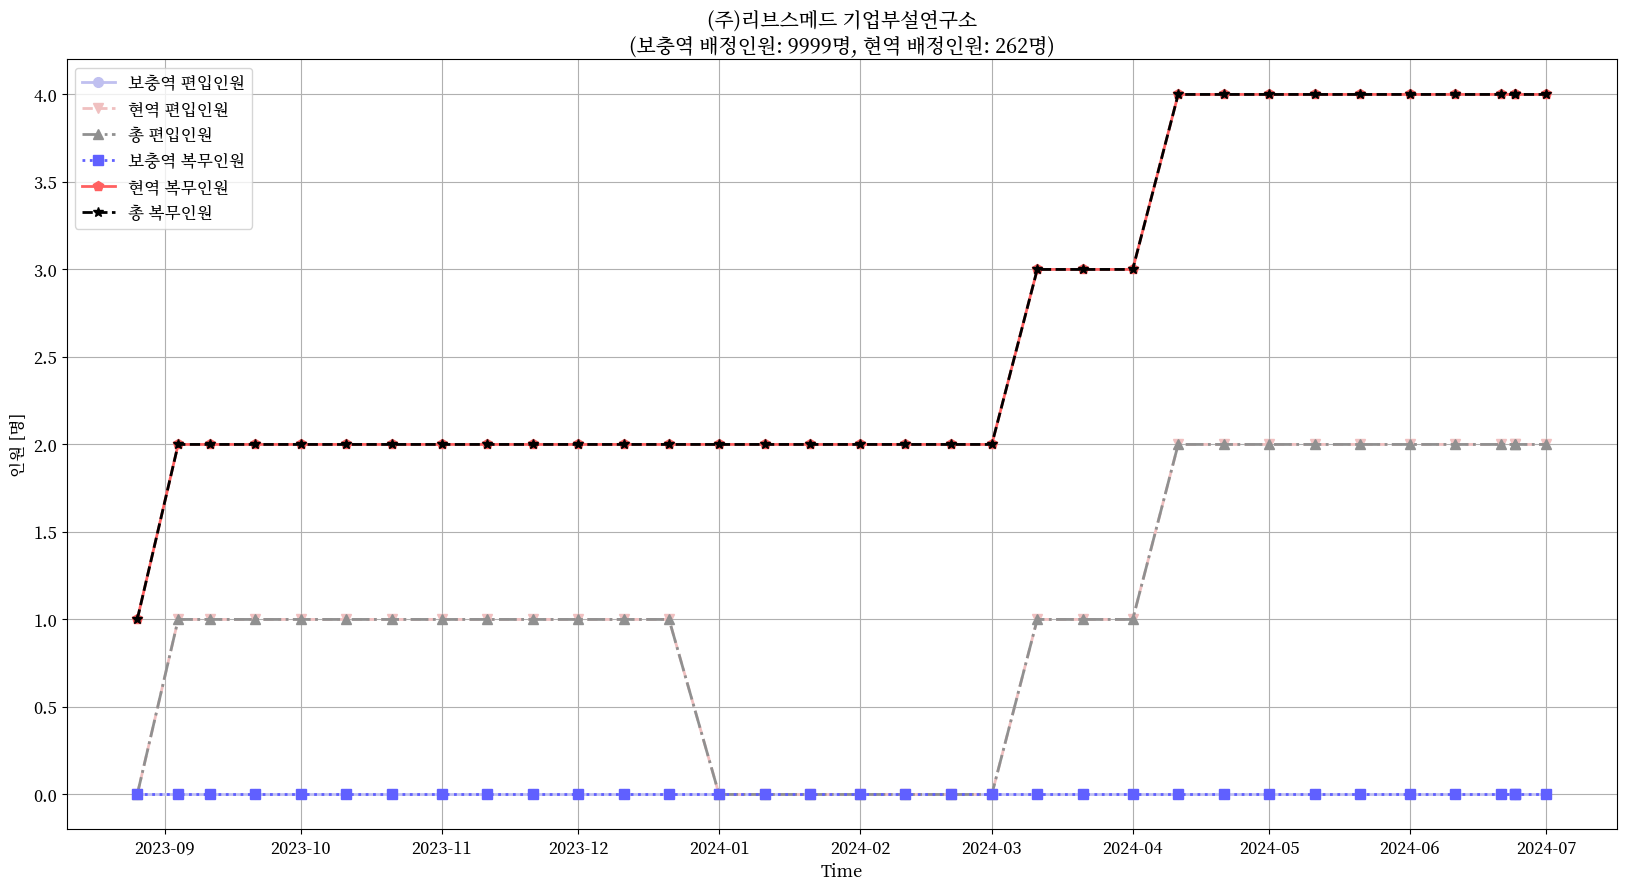 (주)리브스메드 기업부설연구소
(보충역 배정인원: 9999명, 현역 배정인원: 262명)
보충역 편입인원
현역 편입인원
총 편입인원
보충역 복무인원
현역 복무인원
총 복무인원
인원 [명]
4.0
3.5
3.0
2.5
2.0
1.5
1.0
0.5
0.0
2023-09 2023-10 2023-11 2023-12 2024-01 2024-02 2024-03 2024-04 2024-05 2024-06 2024-07
Time